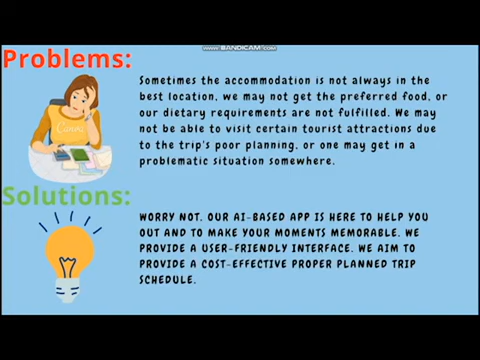 www.BANDICAM.com
Problems:
Sometimes the accommodation is not always in the
best location, we may not get the preferred food, or
our dietary requirements are not fulfilled. We may
not be able to visit certain tourist attractions due
to the trip's poor planning, or one may get in a
problematic situation somewhere.
Canva
Solutions:
WORRY NOT. OUR AI-BASED APP IS HERE TO HELP YOU
OUT AND TO MAKE YOUR MOMENTS MEMORABLE. WE
PROVIDE A USER-FRIENDLY INTERFACE. WE AIM TO
PROVIDE A COST-EFFECTIVE PROPER PLANNED TRIP
SCHEDULE.